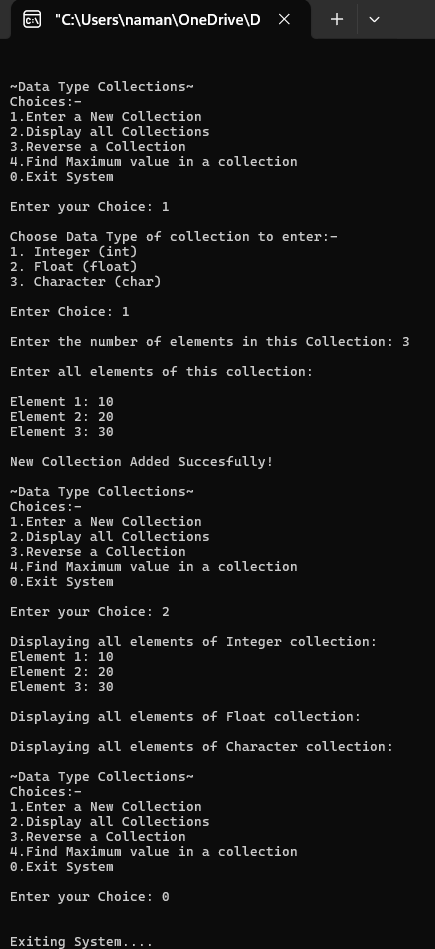 "C:\Users\naman\OneDrive\D
~Data Type Collections~
Choices:-
1.Enter a New Collection
2.Display all Collections
3.Reverse a Collection
4.Find Maximum value in a collection
0.Exit System
Enter your Choice: 1
Choose Data Type of collection to enter:-
1. Integer (int)
2. Float (float)
3. Character (char)
Enter Choice: 1
Enter the number of elements in this Collection: 3
Enter all elements of this collection:
Element 1: 10
Element 2: 20
Element 3: 30
New Collection Added Succesfully!
~Data Type Collections~
Choices:-
1.Enter a New Collection
2.Display all Collections
3.Reverse a Collection
4.Find Maximum value in a collection
0.Exit System
Enter your Choice: 2
Displaying all elements of Integer collection:
Element 1: 10
Element 2: 20
Element 3: 30
Displaying all elements of Float collection:
Displaying all elements of Character collection:
~Data Type Collections~
Choices:-
1.Enter a New Collection
2.Display all Collections
3.Reverse a Collection
4.Find Maximum value in a collection
0.Exit System
Enter your Choice: 0
Exiting System....